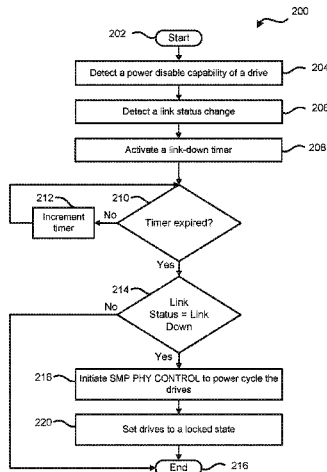 200
202
Start
Detect a power disable capability of a drive
204
Detect a link status change
206
Activate a link-down timer
208
212
210
Increment
timer
No
Timer expired?
Yes
214
No
Link
Status = Link
Down
Yes
216
Initiate SMP PHY CONTROL to power cycle the
drives
220
Set drives to a locked state
End
216